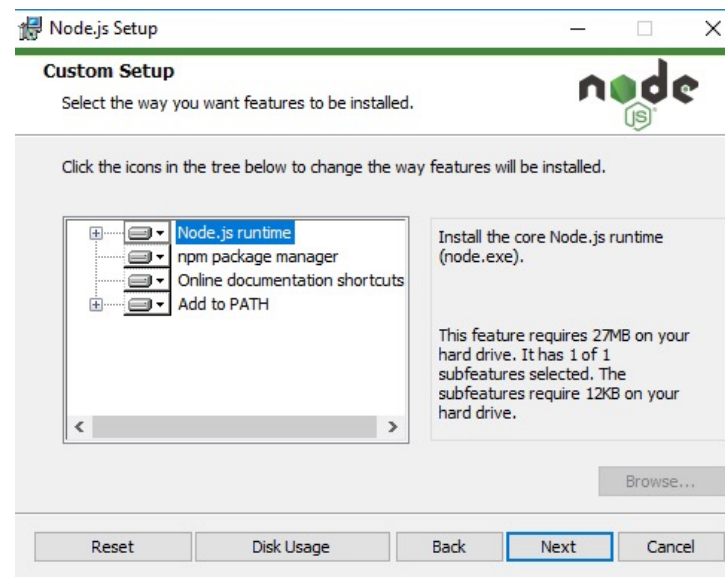 Node.js Setup
Custom Setup
Select the way you want features to be installed.
node
JS
Click the icons in the tree below to change the way features will be installed.
Node.js runtime
npm package manager
Online documentation shortcuts
Add to PATH
Install the core Node.js runtime
(node.exe).
This feature requires 27MB on your
hard drive. It has 1 of 1
subfeatures selected. The
subfeatures require 12KB on your
hard drive.
Browse...
Reset
Disk Usage
Back
Next
Cancel